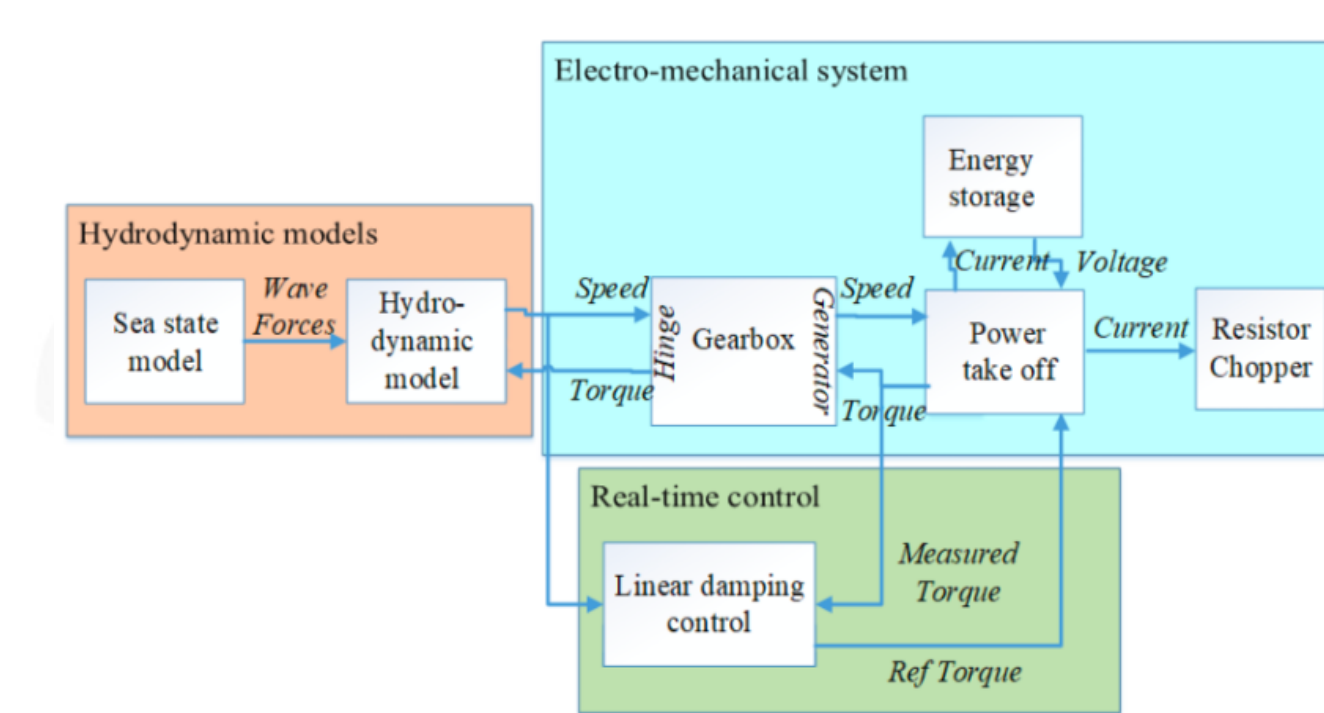 Electro-mechanical system
Energy
storage
Current
Voltage
Hydrodynamic models
Sea state
model
Wave
Forces
Hydro-
dynamic
model
Speed
Torque
Hinge
Gearbox
Generator
Speed
Torque
Power
take off
Current
Resistor
Chopper
Real-time control
Linear damping
control
Measured
Torque
Ref Torque